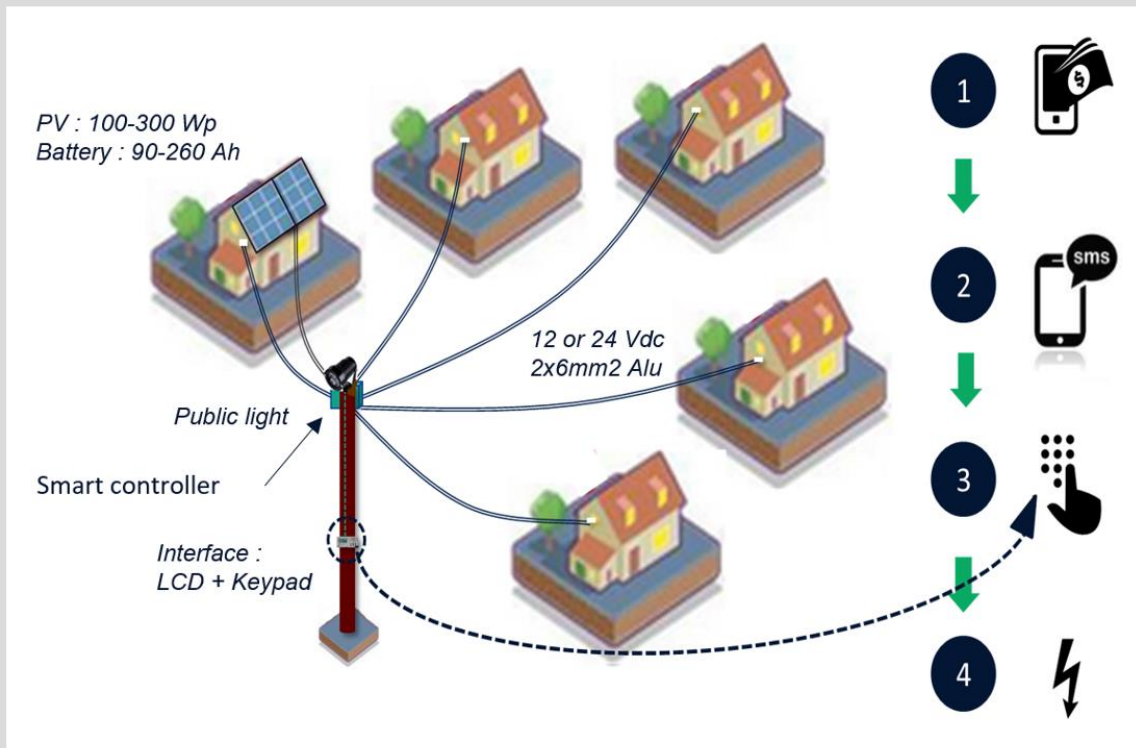 PV : 100-300 Wp
Battery : 90-260 Ah
12 or 24 Vdc
2x6mm2 Alu
Public light
Smart controller
Interface :
LCD + Keypad
1
$
2
sms
3
4